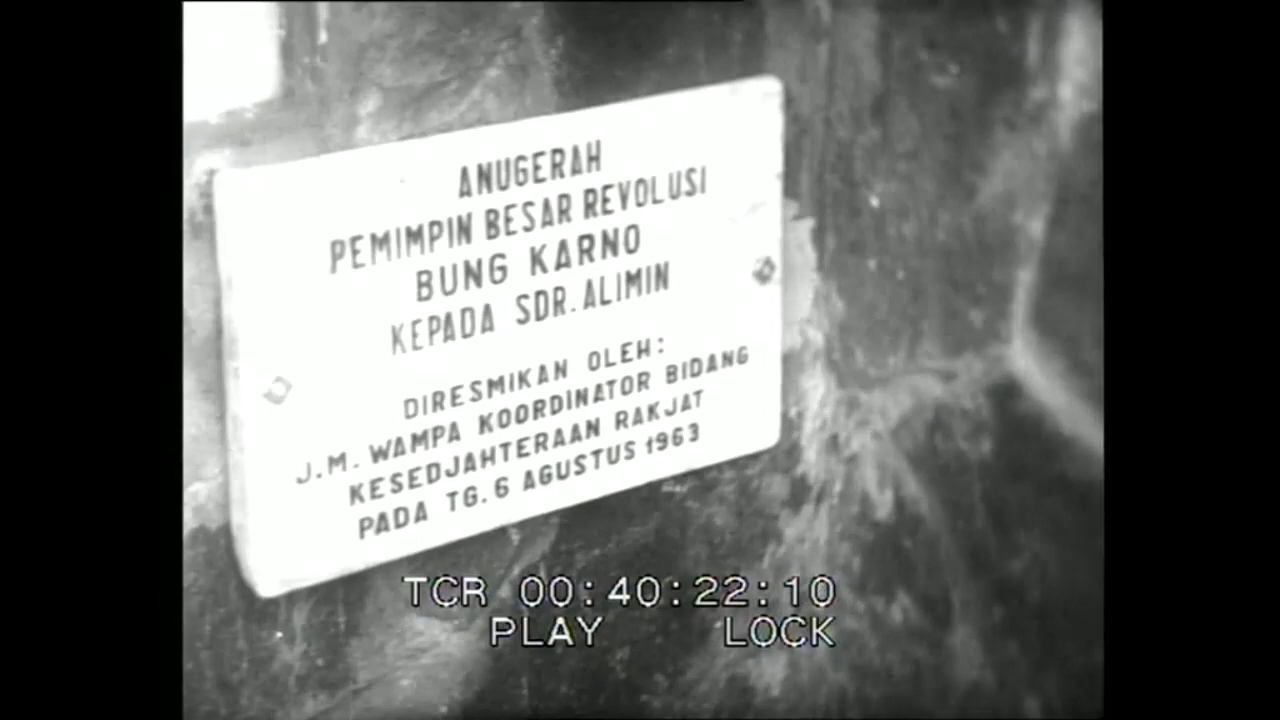 ANUGERAH
PEMIMPIN BESAR REVOLUSI
BUNG KARNO
KEPADA SDR. ALIMIN
DIRESMIKAN OLEH:
J.M. WAMPA KOORDINATOR BIDANG
KESEDJAHTERAAN RAKJAT
PADA TG. 6 AGUSTUS 1963
TCR 00:40:22:10
PLAY LOCK